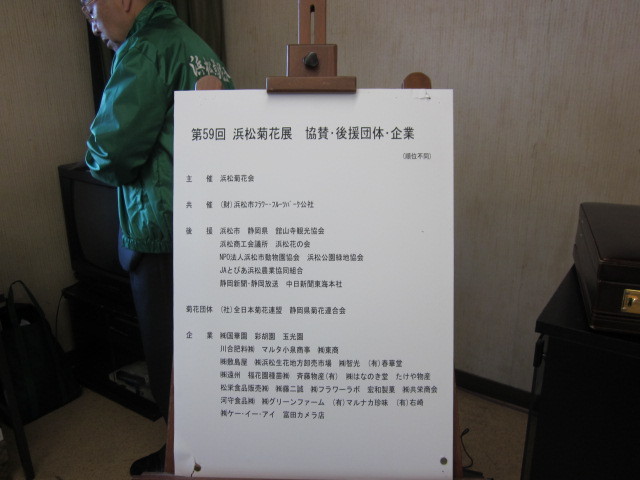 第59回 浜松菊花展 協賛・後援団体・企業
(順位不同)
主 催 浜松菊花会
共 催 (財)浜松市フラワー・フルーツパーク公社
後 援 浜松市 静岡県 舘山寺観光協会
浜松商工会議所 浜松花の会
NPO法人浜松市動物園協会 浜松公園緑地協会
JAとぴあ浜松農業協同組合
静岡新聞・静岡放送 中日新聞東海本社
菊花団体 (社)全日本菊花連盟 静岡県菊花連合会
企 業 ㈱国華園 彩胡園 玉光園
川合肥料㈱ マルタ小泉商事 ㈱東商
㈱敷島屋 ㈱浜松生花地方卸売市場 ㈱智光 (有)春華堂
㈱遠州 福花園種苗㈱ 斉藤物産(有) ㈱はなのき堂 たけや物産
松栄食品販売㈱ ㈱藤二誠 ㈱フラワーラボ 宏和製菓 ㈱共栄商会
河守食品㈱ ㈱グリーンファーム (有)マルナカ珍味 (有)右崎
㈱ケー・イー・アイ 富田カメラ店
浜松